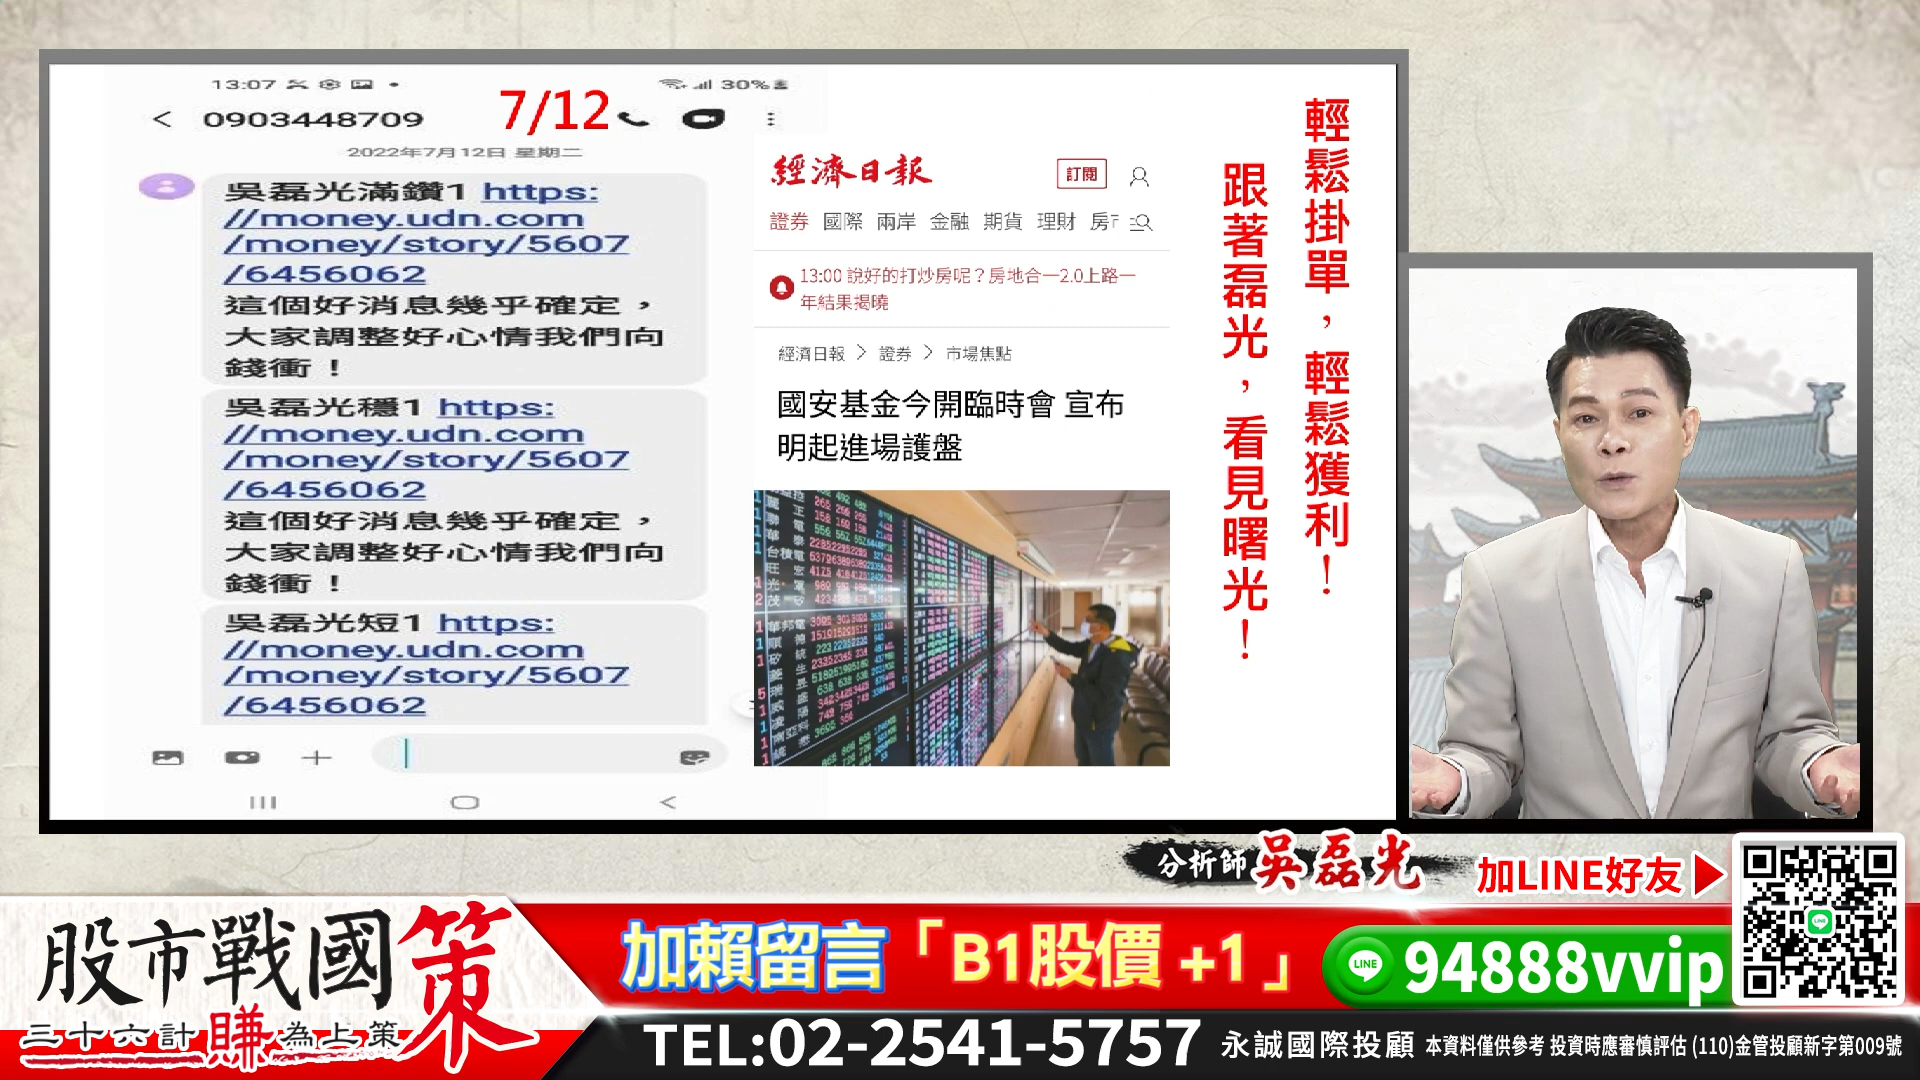 13:07
30%
0903448709
7/12
2022年7月12日 星期二
吳磊光滿鑽1 https:
//money.udn.com
/money/story/5607
/6456062
這個好消息幾乎確定，
大家調整好心情我們向
錢衝！
吳磊光穩1 https:
//money.udn.com
/money/story/5607
/6456062
這個好消息幾乎確定，
大家調整好心情我們向
錢衝！
吳磊光短1 https:
//money.udn.com
/money/story/5607
/6456062
經濟日報
訂閱
證券 國際 兩岸 金融 期貨 理財 房
13:00 說好的打炒房呢？房地合一2.0上路一
年結果揭曉
經濟日報 > 證券 > 市場焦點
國安基金今開臨時會 宣布
明起進場護盤
輕鬆掛單，輕鬆獲利！
跟著磊光，看見曙光！
分析師 吳磊光
加LINE好友
股市戰國策
三十六計 賺 為上策
加賴留言「B1股價 +1」
LINE
94888vvip
TEL:02-2541-5757
永誠國際投顧
本資料僅供參考 投資時應審慎評估 (110)金管投顧新字第009號